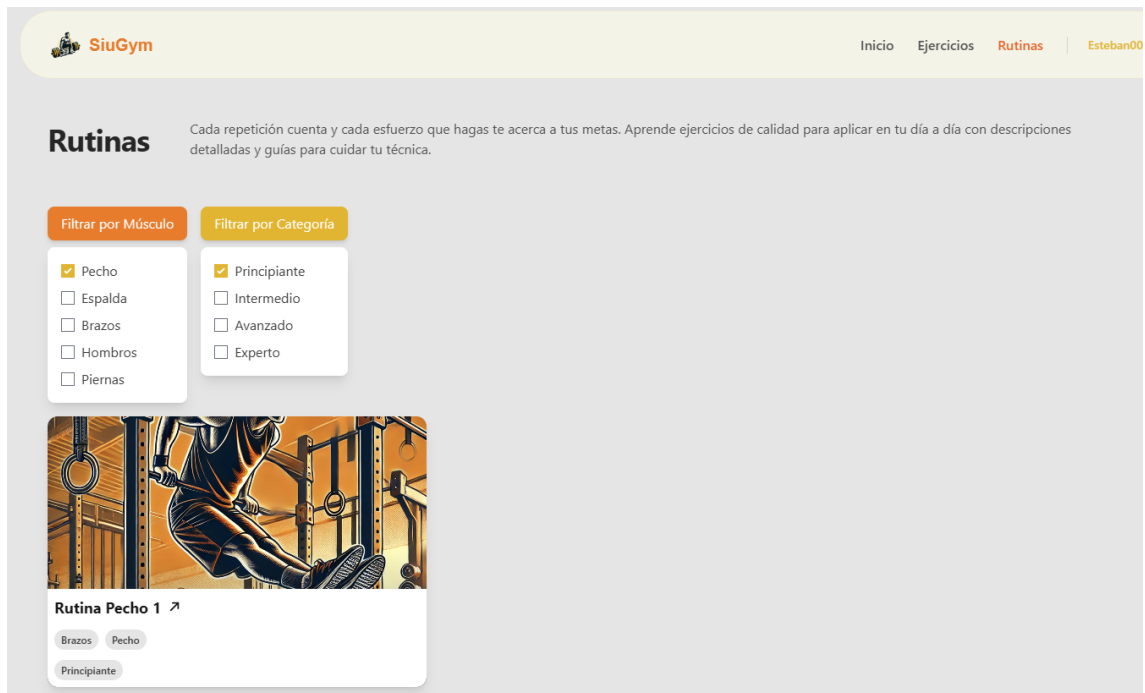 SiuGym
Inicio Ejercicios Rutinas Esteban00
Rutinas
Cada repetición cuenta y cada esfuerzo que hagas te acerca a tus metas. Aprende ejercicios de calidad para aplicar en tu día a día con descripciones
detalladas y guías para cuidar tu técnica.
Filtrar por Músculo
Pecho
Espalda
Brazos
Hombros
Piernas
Filtrar por Categoría
Principiante
Intermedio
Avanzado
Experto
Rutina Pecho 1
Brazos Pecho
Principiante